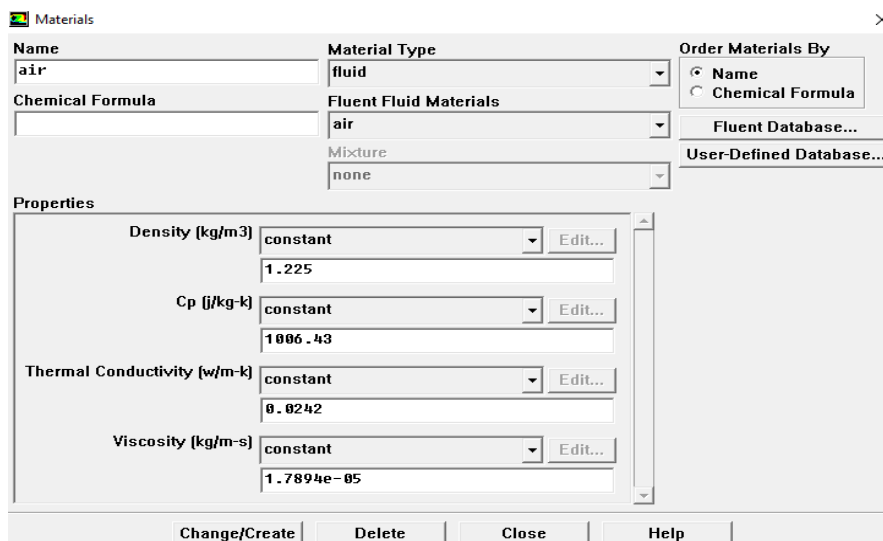 Materials
Name
air
Material Type
fluid
Order Materials By
Name
Chemical Formula
Chemical Formula
Fluent Fluid Materials
air
Fluent Database...
Mixture
none
User-Defined Database...
Properties
Density (kg/m3) constant Edit...
1.225
Cp (j/kg-k) constant Edit...
1006.43
Thermal Conductivity (w/m-k) constant Edit...
0.0242
Viscosity (kg/m-s) constant Edit...
1.7894e-05
Change/Create Delete Close Help